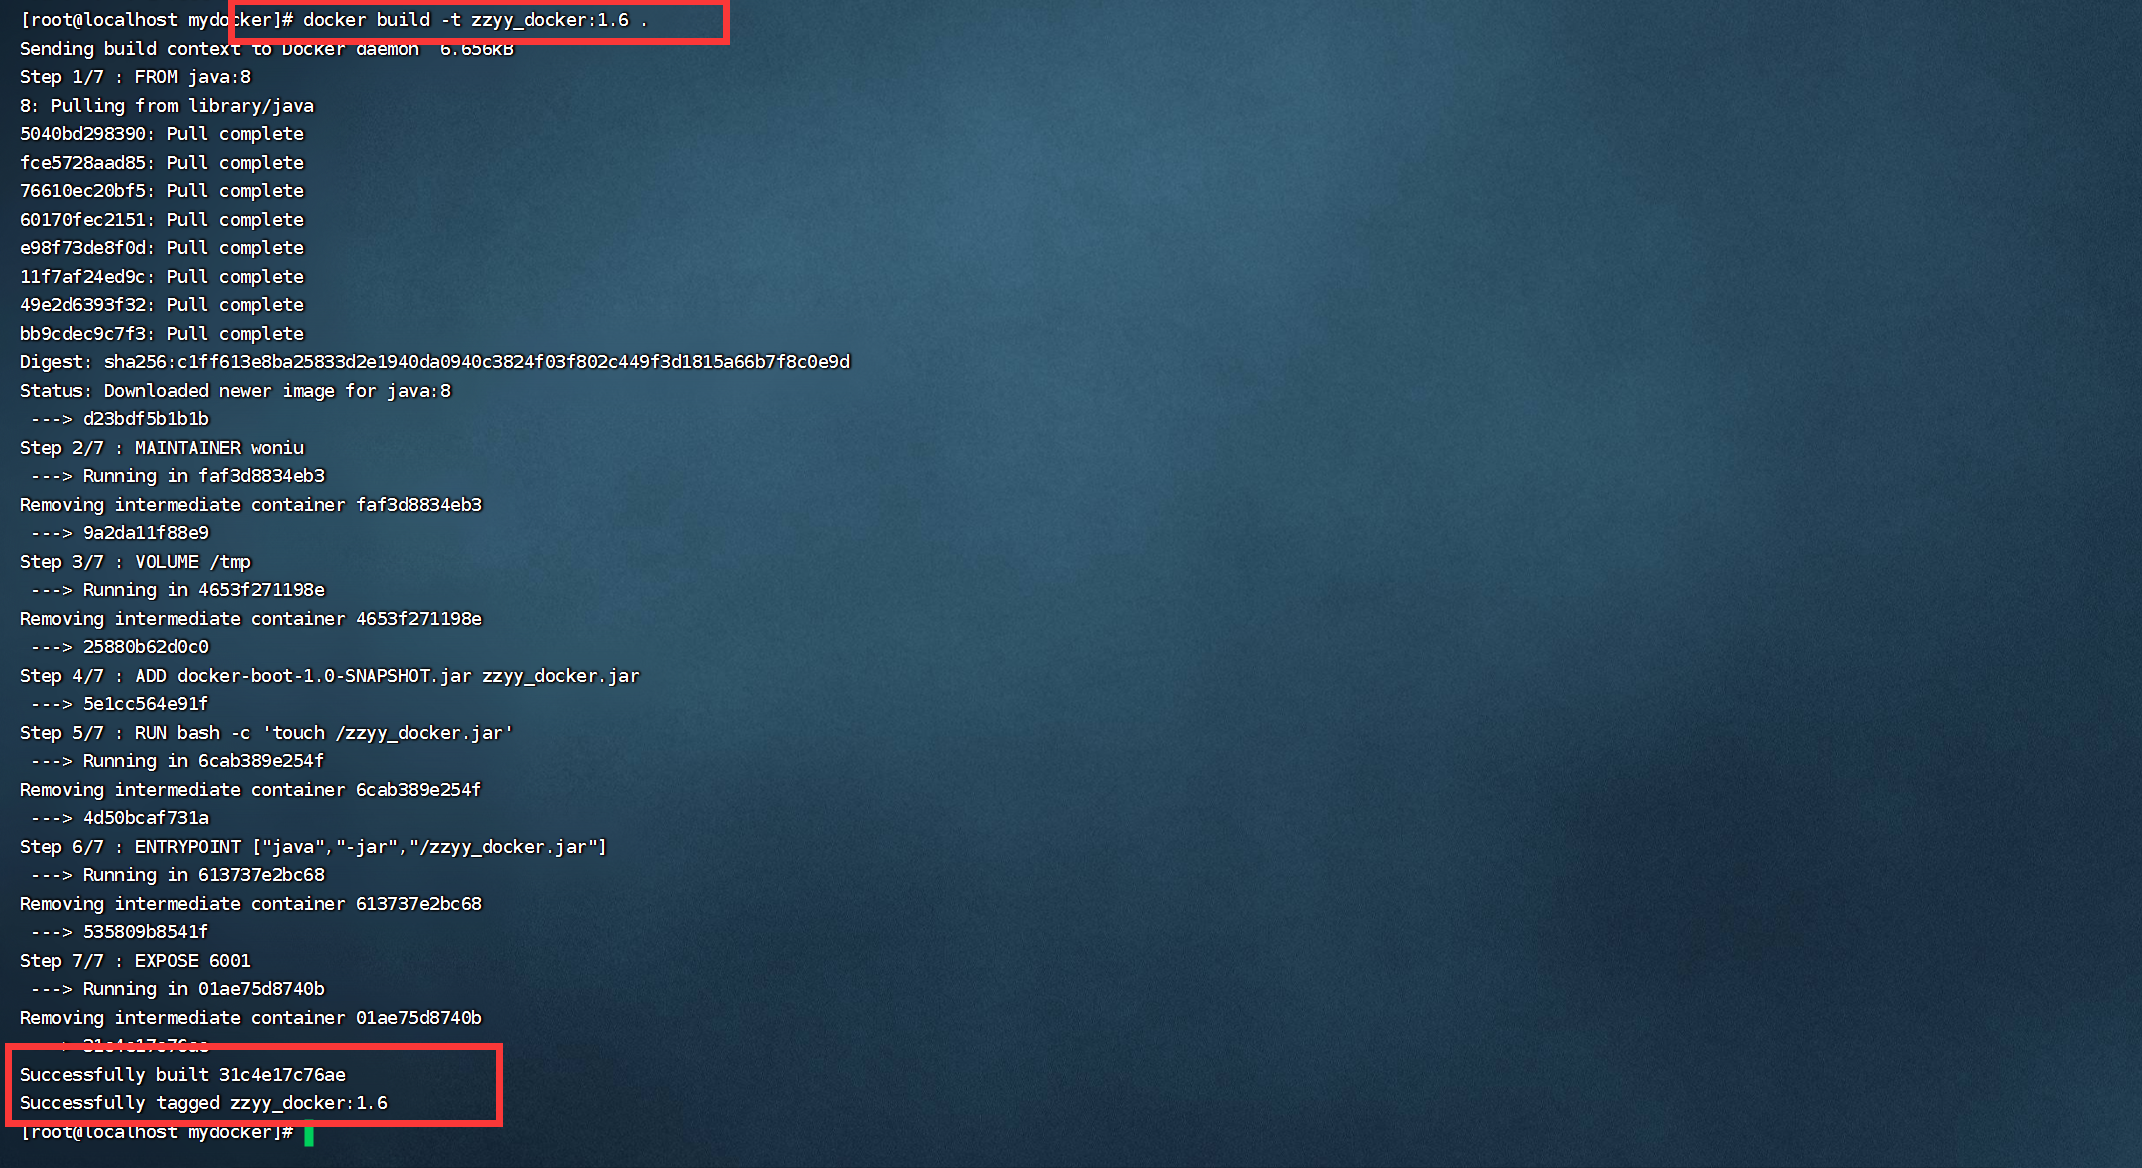 [root@localhost mydocker]# docker build -t zzyy_docker:1.6 .
Sending build context to Docker daemon  6.656kB
Step 1/7 : FROM java:8
8: Pulling from library/java
5040bd298390: Pull complete
fce5728aad85: Pull complete
76610ec20bf5: Pull complete
60170fec2151: Pull complete
e98f73de8f0d: Pull complete
11f7af24ed9c: Pull complete
49e2d6393f32: Pull complete
bb9cdec9c7f3: Pull complete
Digest: sha256:c1ff613e8ba25833d2e1940da0940c3824f03f802c449f3d1815a66b7f8c0e9d
Status: Downloaded newer image for java:8
 ---> d23bdf5b1b1b
Step 2/7 : MAINTAINER woniu
 ---> Running in faf3d8834eb3
Removing intermediate container faf3d8834eb3
 ---> 9a2da11f88e9
Step 3/7 : VOLUME /tmp
 ---> Running in 4653f271198e
Removing intermediate container 4653f271198e
 ---> 25880b62d0c0
Step 4/7 : ADD docker-boot-1.0-SNAPSHOT.jar zzyy_docker.jar
 ---> 5e1cc564e91f
Step 5/7 : RUN bash -c 'touch /zzyy_docker.jar'
 ---> Running in 6cab389e254f
Removing intermediate container 6cab389e254f
 ---> 4d50bcaf731a
Step 6/7 : ENTRYPOINT ["java","-jar","/zzyy_docker.jar"]
 ---> Running in 613737e2bc68
Removing intermediate container 613737e2bc68
 ---> 535809b8541f
Step 7/7 : EXPOSE 6001
 ---> Running in 01ae75d8740b
Removing intermediate container 01ae75d8740b
 ---> 31c4e17c76ae
Successfully built 31c4e17c76ae
Successfully tagged zzyy_docker:1.6
[root@localhost mydocker]#